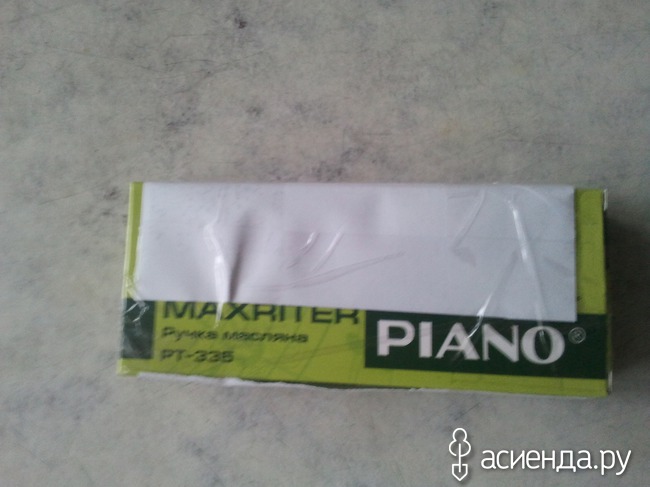 MAXRITER
Ручка масляна
PT-335
PIANO®
асиенда.ру